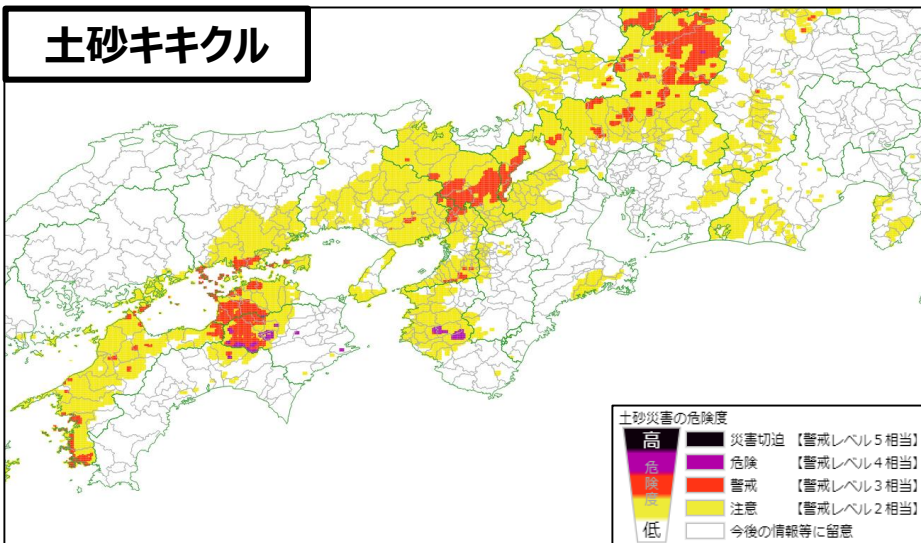 土砂キキクル
土砂災害の危険度
高
危険度
低
災害切迫 【警戒レベル5相当】
危険 【警戒レベル4相当】
警戒 【警戒レベル3相当】
注意 【警戒レベル2相当】
今後の情報等に留意